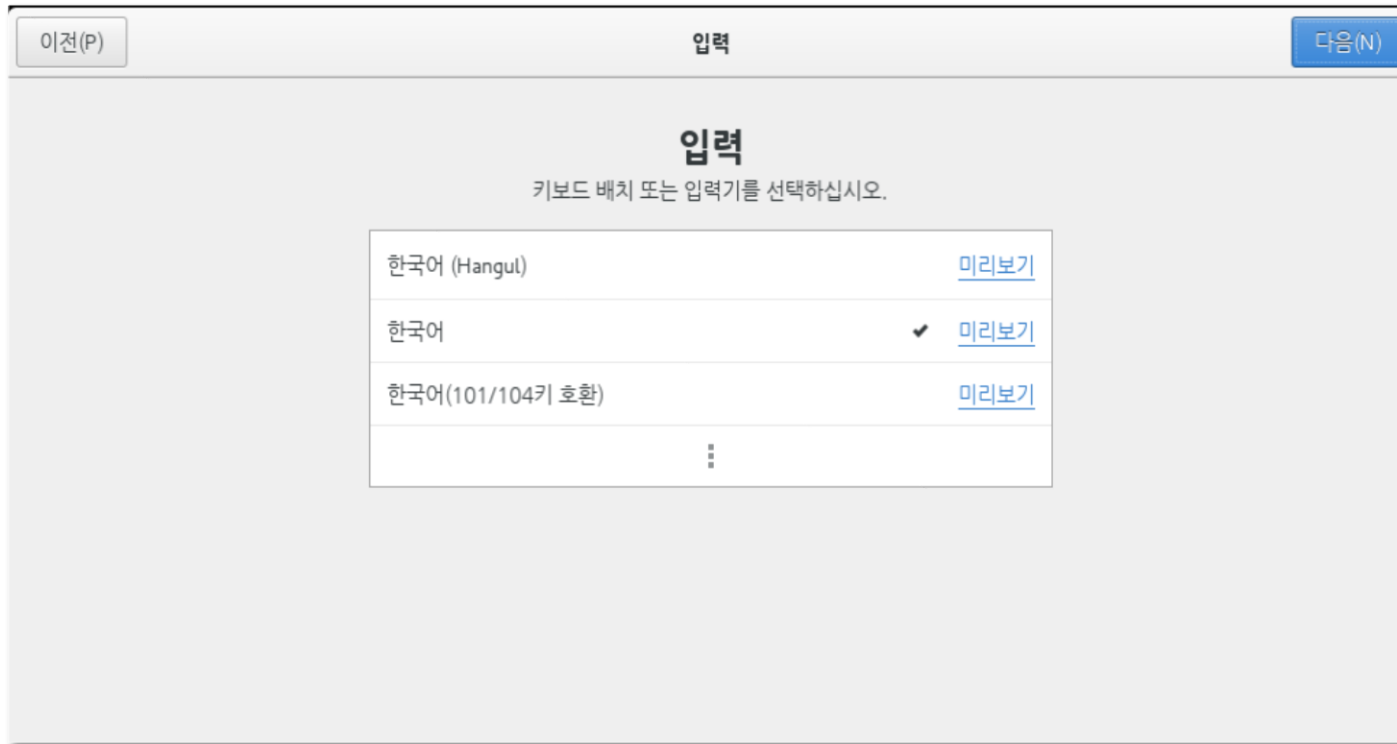 이전(P) 입력 다음(N)
입력
키보드 배치 또는 입력기를 선택하십시오.
한국어 (Hangul) 미리보기
한국어 ✔ 미리보기
한국어(101/104키 호환) 미리보기